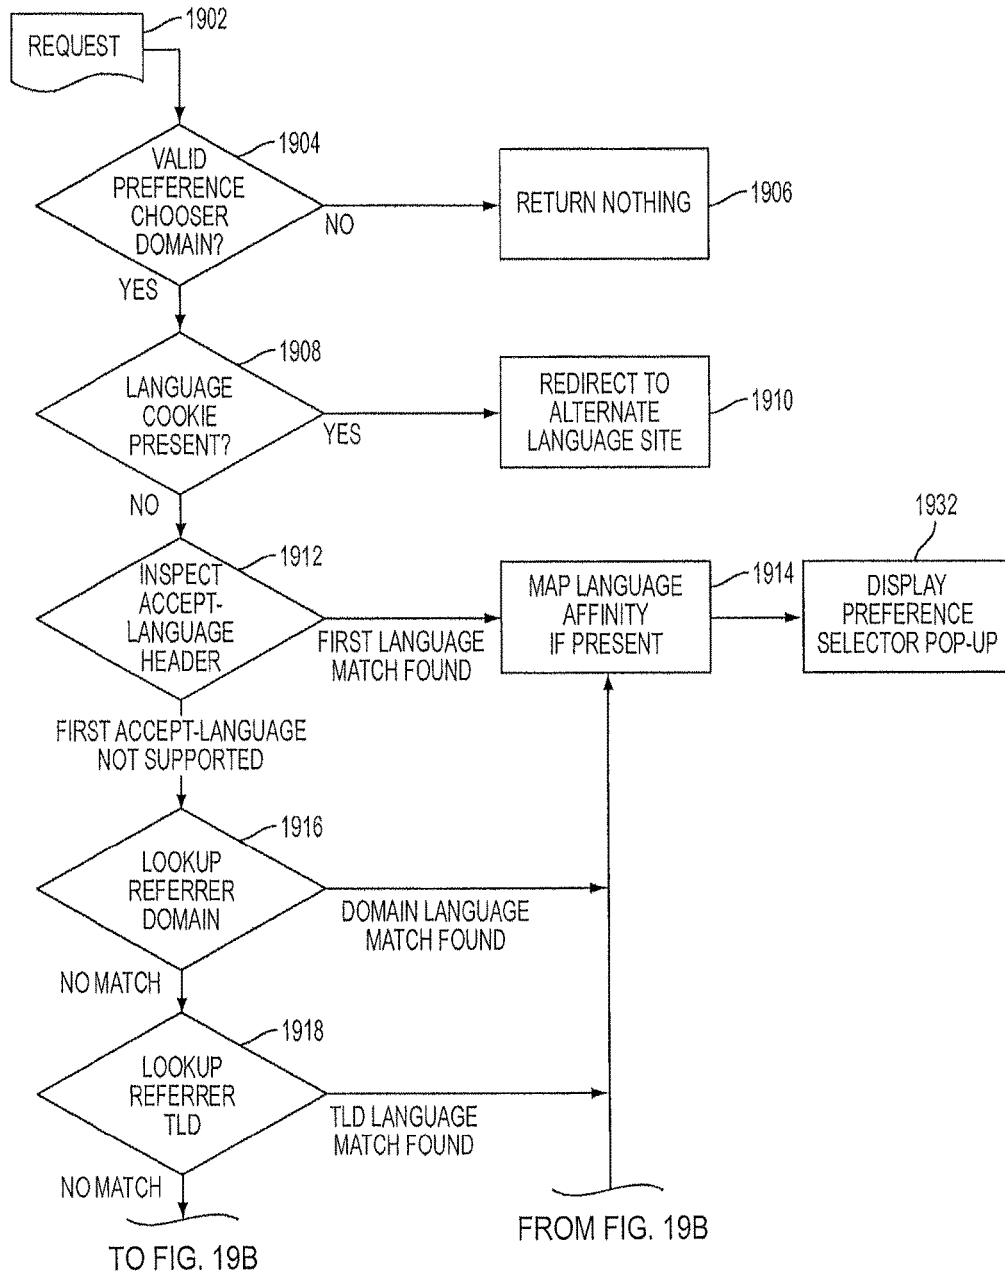 REQUEST
1902
VALID
PREFERENCE
CHOOSER
DOMAIN?
1904
NO
RETURN NOTHING
1906
YES
LANGUAGE
COOKIE
PRESENT?
1908
YES
REDIRECT TO
ALTERNATE
LANGUAGE SITE
1910
NO
INSPECT
ACCEPT-
LANGUAGE
HEADER
1912
FIRST LANGUAGE
MATCH FOUND
MAP LANGUAGE
AFFINITY
IF PRESENT
1914
1932
DISPLAY
PREFERENCE
SELECTOR POP-UP
FIRST ACCEPT-LANGUAGE
NOT SUPPORTED
LOOKUP
REFERRER
DOMAIN
1916
DOMAIN LANGUAGE
MATCH FOUND
NO MATCH
LOOKUP
REFERRER
TLD
1918
TLD LANGUAGE
MATCH FOUND
NO MATCH
TO FIG. 19B
FROM FIG. 19B